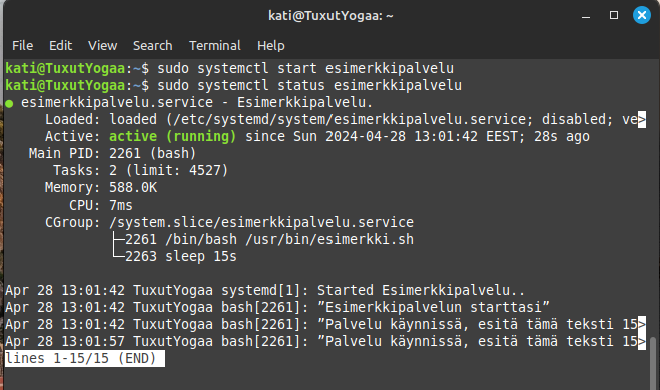 kati@TuxutYogaa: ~
File Edit View Search Terminal Help
kati@TuxutYogaa:~$ sudo systemctl start esimerkkipalvelu
kati@TuxutYogaa:~$ sudo systemctl status esimerkkipalvelu
● esimerkkipalvelu.service - Esimerkkipalvelu.
Loaded: loaded (/etc/systemd/system/esimerkkipalvelu.service; disabled; ve>
Active: active (running) since Sun 2024-04-28 13:01:42 EEST; 28s ago
Main PID: 2261 (bash)
Tasks: 2 (limit: 4527)
Memory: 588.0K
CPU: 7ms
CGroup: /system.slice/esimerkkipalvelu.service
├─2261 /bin/bash /usr/bin/esimerkki.sh
└─2263 sleep 15s
Apr 28 13:01:42 TuxutYogaa systemd[1]: Started Esimerkkipalvelu..
Apr 28 13:01:42 TuxutYogaa bash[2261]: ”Esimerkkipalvelun starttasi”
Apr 28 13:01:42 TuxutYogaa bash[2261]: ”Palvelu käynnissä, esitä tämä teksti 15>
Apr 28 13:01:57 TuxutYogaa bash[2261]: ”Palvelu käynnissä, esitä tämä teksti 15>
lines 1-15/15 (END)